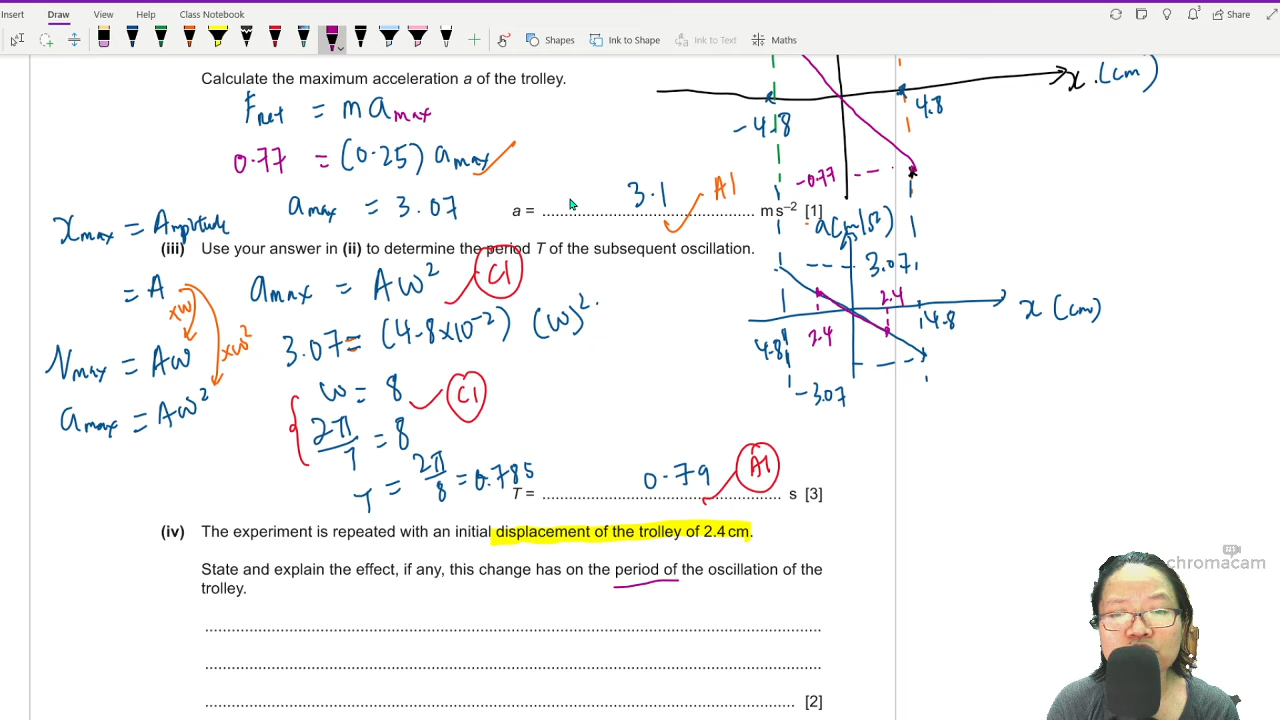 Insert Draw View Help Class Notebook Share
Shapes Ink to Shape Ink to Text Maths
Calculate the maximum acceleration a of the trolley.
Fnet = m amax
0.77 = (0.25) amax
amax = 3.07
a = 3.1 m s⁻² [1]
A1
x (cm)
-4.8
4.8
-0.77
xmax = Amplitude
= A
xω
xω²
Vmax = Aω
amax = Aω²
(iii) Use your answer in (ii) to determine the period T of the subsequent oscillation.
amax = Aω²
C1
3.07 = (4.8×10⁻²) (ω)²
ω = 8
C1
2π/T = 8
T = 2π/8 = 0.785
T = 0.79 s [3]
A1
a(m/s²)
3.07
2.4
4.8
x (cm)
4.8
2.4
-3.07
(iv) The experiment is repeated with an initial displacement of the trolley of 2.4 cm.
State and explain the effect, if any, this change has on the period of the oscillation of the
trolley.
[2]
chromacam